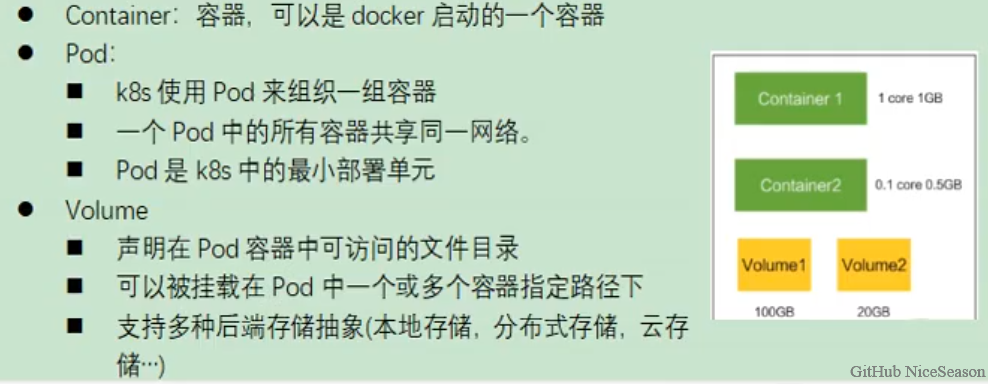 ● Container：容器，可以是 docker 启动的一个容器
● Pod：
■ k8s 使用 Pod 来组织一组容器
■ 一个 Pod 中的所有容器共享同一网络。
■ Pod 是 k8s 中的最小部署单元
● Volume
■ 声明在 Pod 容器中可访问的文件目录
■ 可以被挂载在 Pod 中一个或多个容器指定路径下
■ 支持多种后端存储抽象(本地存储，分布式存储，云存
储…)
Container 1
1 core 1GB
Container2
0.1 core 0.5GB
Volume1
Volume2
100GB
20GB
GitHub NiceSeason